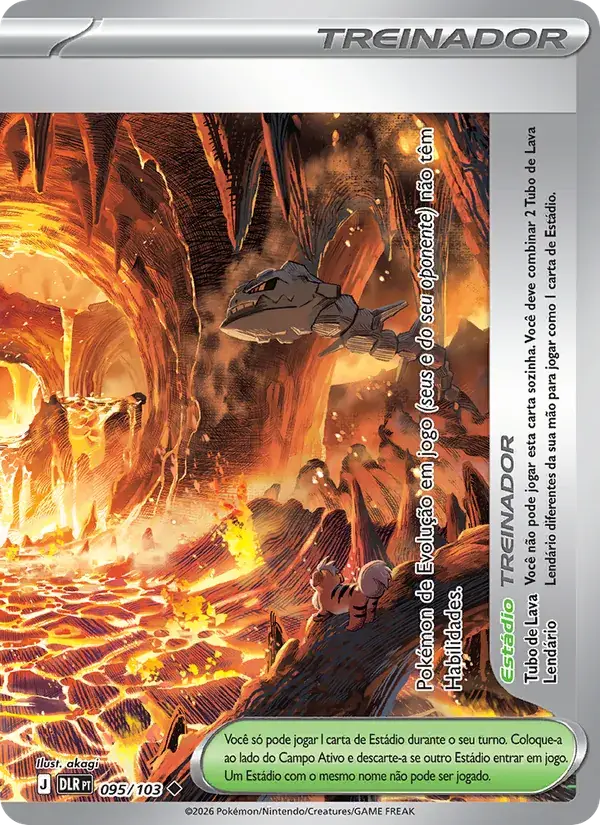 TREINADOR
Pokémon de Evolução em jogo (seus e do seu oponente) não têm
Habilidades.
Estádio TREINADOR
Tubo de Lava
Lendário
Você não pode jogar esta carta sozinha. Você deve combinar 2 Tubo de Lava
Lendário diferentes da sua mão para jogar como 1 carta de Estádio.
Você só pode jogar 1 carta de Estádio durante o seu turno. Coloque-a
ao lado do Campo Ativo e descarte-a se outro Estádio entrar em jogo.
Um Estádio com o mesmo nome não pode ser jogado.
Ilust. akagi
J DLR PT 095/103
©2026 Pokémon/Nintendo/Creatures/GAME FREAK